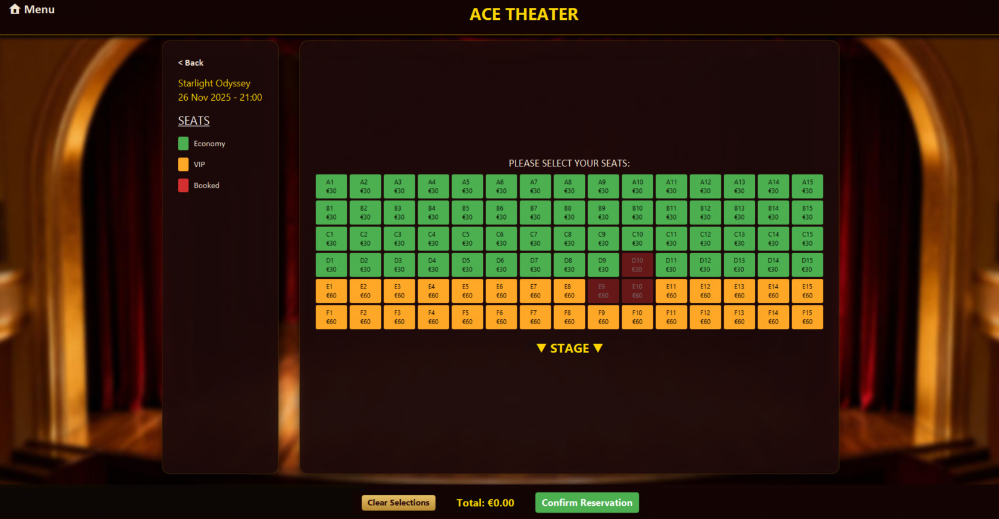 Menu
ACE THEATER
< Back
Starlight Odyssey
26 Nov 2025 - 21:00
SEATS
Economy
VIP
Booked
PLEASE SELECT YOUR SEATS:
A1 A2 A3 A4 A5 A6 A7 A8 A9 A10 A11 A12 A13 A14 A15
€30 €30 €30 €30 €30 €30 €30 €30 €30 €30 €30 €30 €30 €30 €30
B1 B2 B3 B4 B5 B6 B7 B8 B9 B10 B11 B12 B13 B14 B15
€30 €30 €30 €30 €30 €30 €30 €30 €30 €30 €30 €30 €30 €30 €30
C1 C2 C3 C4 C5 C6 C7 C8 C9 C10 C11 C12 C13 C14 C15
€30 €30 €30 €30 €30 €30 €30 €30 €30 €30 €30 €30 €30 €30 €30
D1 D2 D3 D4 D5 D6 D7 D8 D9 D10 D11 D12 D13 D14 D15
€30 €30 €30 €30 €30 €30 €30 €30 €30 €30 €30 €30 €30 €30 €30
E1 E2 E3 E4 E5 E6 E7 E8 E9 E10 E11 E12 E13 E14 E15
€60 €60 €60 €60 €60 €60 €60 €60 €60 €60 €60 €60 €60 €60 €60
F1 F2 F3 F4 F5 F6 F7 F8 F9 F10 F11 F12 F13 F14 F15
€60 €60 €60 €60 €60 €60 €60 €60 €60 €60 €60 €60 €60 €60 €60
▼ STAGE ▼
Clear Selections
Total: €0.00
Confirm Reservation